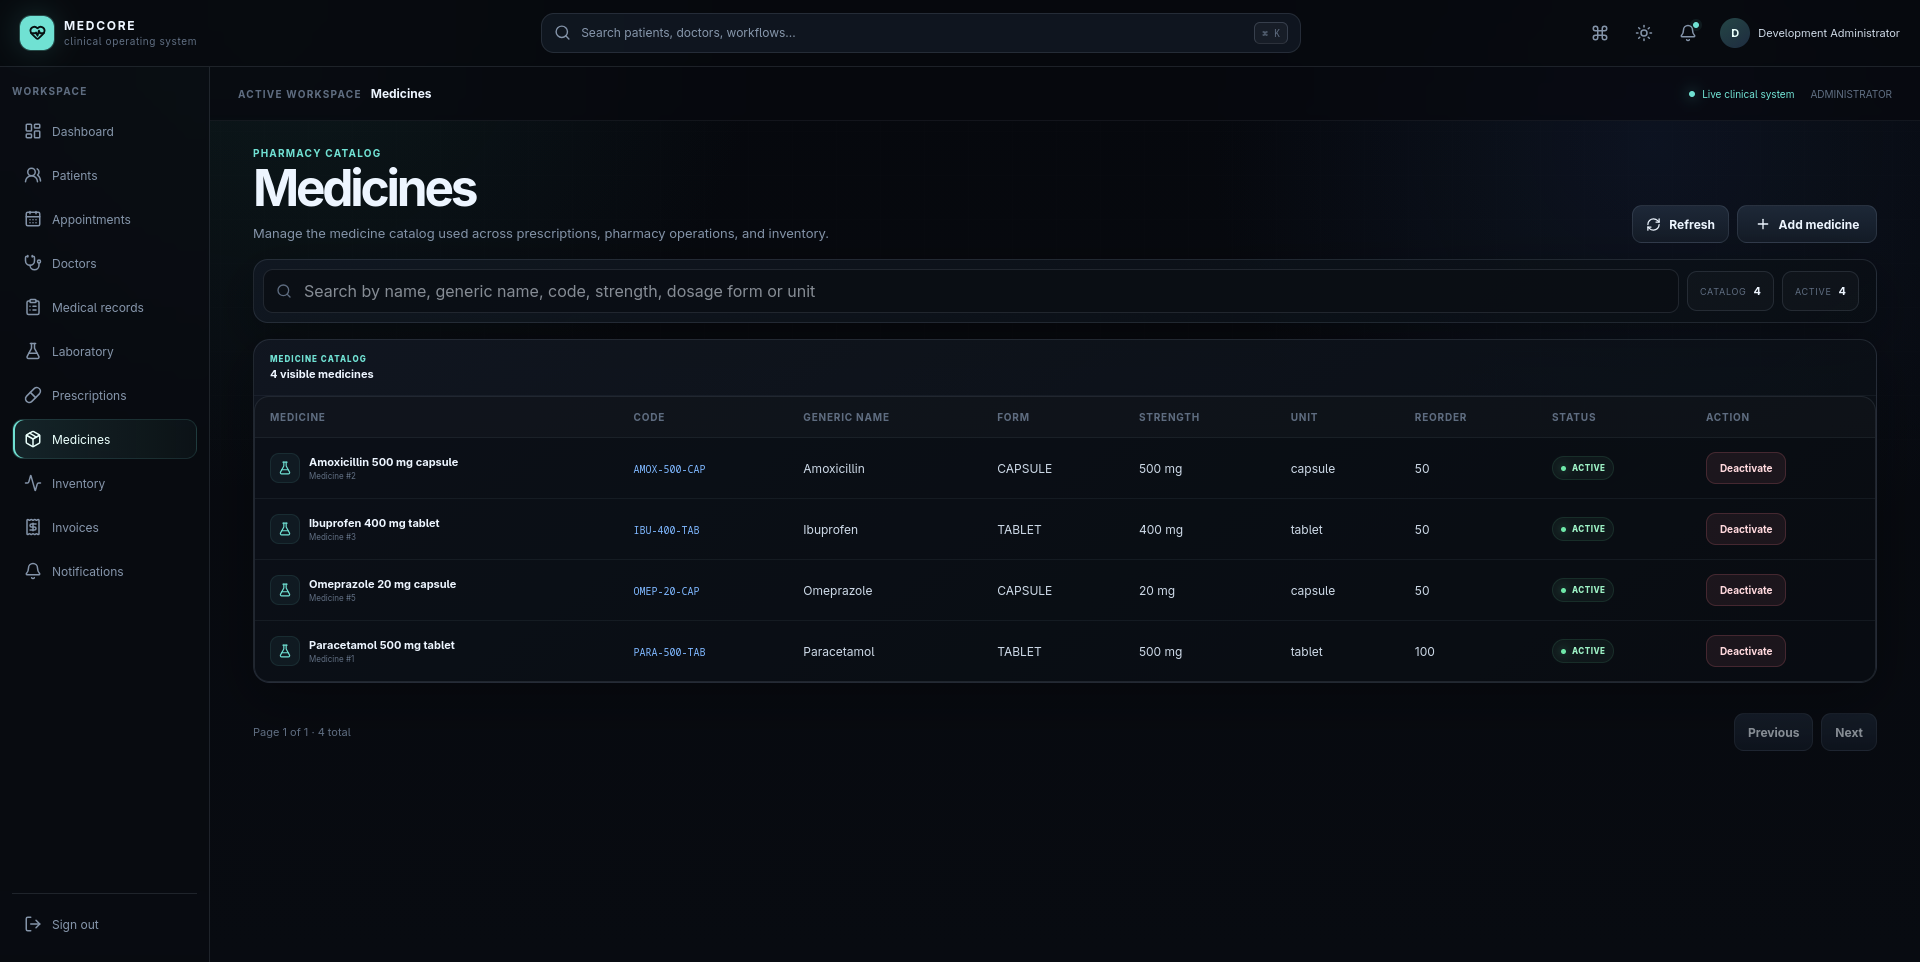 MEDCORE
clinical operating system
Search patients, doctors, workflows...
⌘ K
D
Development Administrator
WORKSPACE
Dashboard
Patients
Appointments
Doctors
Medical records
Laboratory
Prescriptions
Medicines
Inventory
Invoices
Notifications
Sign out
ACTIVE WORKSPACE Medicines
Live clinical system ADMINISTRATOR
PHARMACY CATALOG
Medicines
Manage the medicine catalog used across prescriptions, pharmacy operations, and inventory.
Refresh
Add medicine
Search by name, generic name, code, strength, dosage form or unit
CATALOG 4
ACTIVE 4
MEDICINE CATALOG
4 visible medicines
MEDICINE CODE GENERIC NAME FORM STRENGTH UNIT REORDER STATUS ACTION
Amoxicillin 500 mg capsule
Medicine #2
AMOX-500-CAP Amoxicillin CAPSULE 500 mg capsule 50 ACTIVE Deactivate
Ibuprofen 400 mg tablet
Medicine #3
IBU-400-TAB Ibuprofen TABLET 400 mg tablet 50 ACTIVE Deactivate
Omeprazole 20 mg capsule
Medicine #5
OMEP-20-CAP Omeprazole CAPSULE 20 mg capsule 50 ACTIVE Deactivate
Paracetamol 500 mg tablet
Medicine #1
PARA-500-TAB Paracetamol TABLET 500 mg tablet 100 ACTIVE Deactivate
Page 1 of 1 · 4 total
Previous
Next